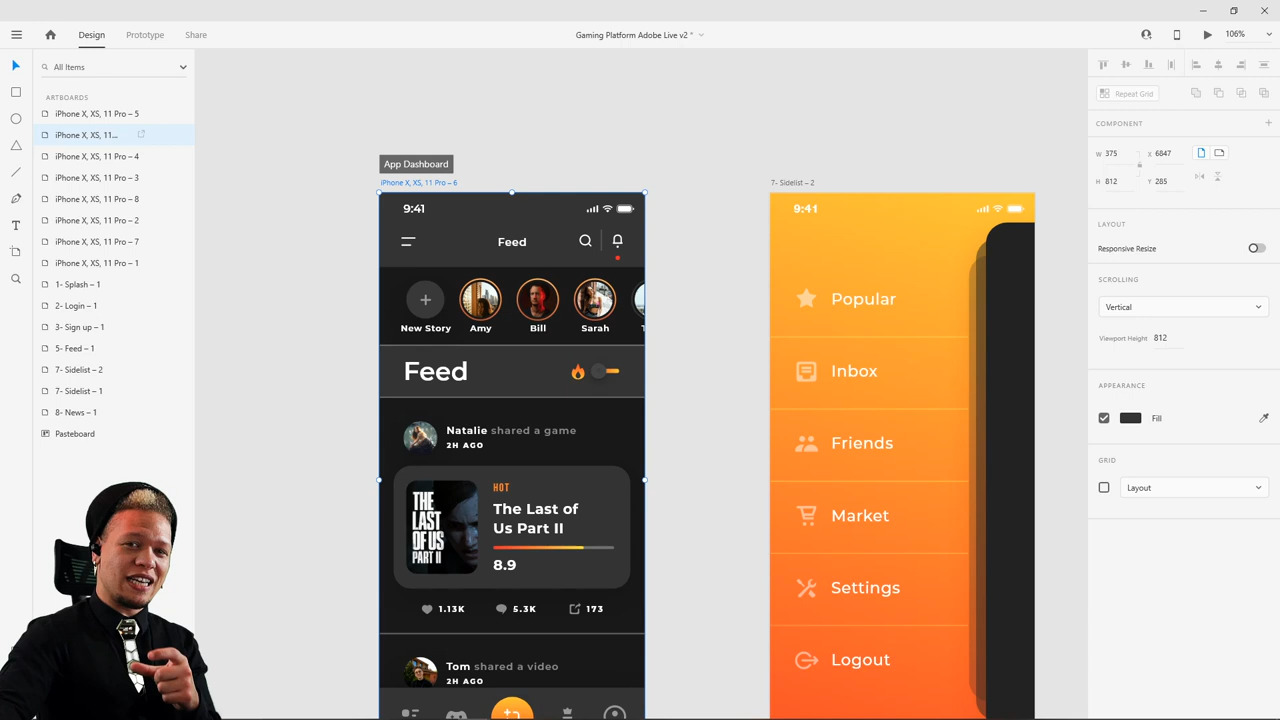 Design
Prototype
Share
Gaming Platform Adobe Live v2 *
106%
All Items
ARTBOARDS
iPhone X, XS, 11 Pro – 5
iPhone X, XS, 11...
iPhone X, XS, 11 Pro – 4
iPhone X, XS, 11 Pro – 3
iPhone X, XS, 11 Pro – 8
iPhone X, XS, 11 Pro – 2
iPhone X, XS, 11 Pro – 7
iPhone X, XS, 11 Pro – 1
1- Splash – 1
2- Login – 1
3- Sign up – 1
5- Feed – 1
7- Sidelist – 2
7- Sidelist – 1
8- News – 1
Pasteboard
App Dashboard
iPhone X, XS, 11 Pro – 6
9:41
Feed
New Story
Amy
Bill
Sarah
T
Feed
Natalie shared a game
2H AGO
THE
LAST
OF US
PART II
HOT
The Last of
Us Part II
8.9
1.13K
5.3K
173
Tom shared a video
2H AGO
7- Sidelist – 2
9:41
Popular
Inbox
Friends
Market
Settings
Logout
Repeat Grid
COMPONENT
W 375
X 6847
H 812
Y 285
LAYOUT
Responsive Resize
SCROLLING
Vertical
Viewport Height 812
APPEARANCE
Fill
GRID
Layout